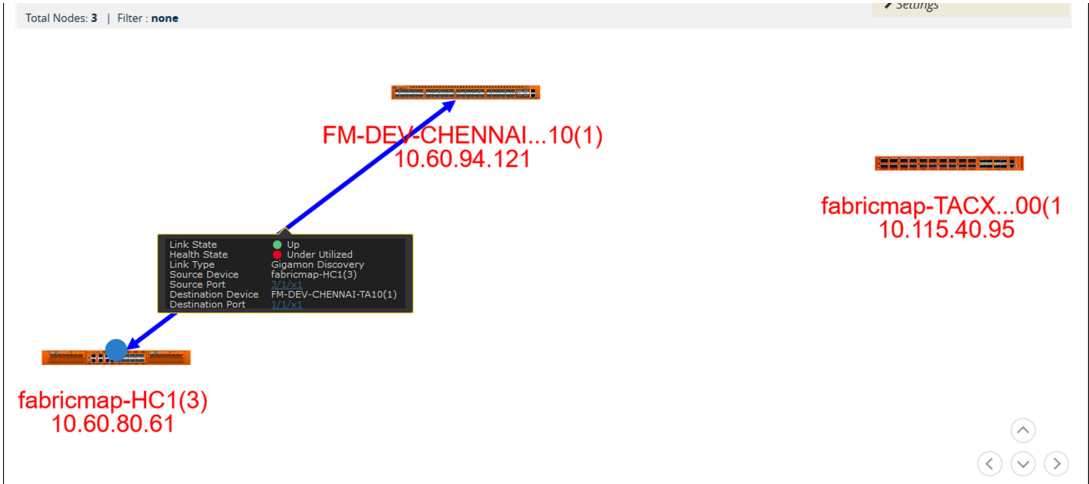 Total Nodes: 3 | Filter : none
Settings
FM-DEV-CHENNAI...10(1)
10.60.94.121
fabricmap-TACX...00(1
10.115.40.95
Link State Up
Health State Under Utilized
Link Type Gigamon Discovery
Source Device fabricmap-HC1(3)
Source Port 3/1/x1
Destination Device FM-DEV-CHENNAI-TA10(1)
Destination Port 1/1/x1
fabricmap-HC1(3)
10.60.80.61